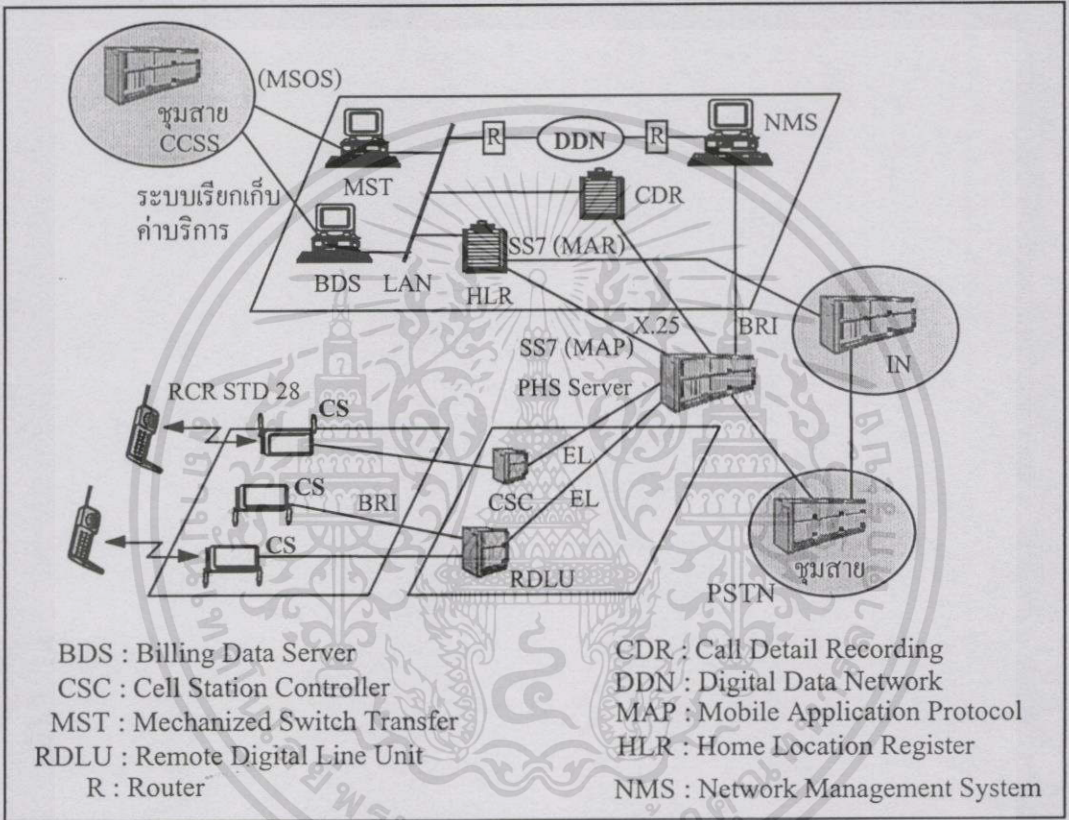 (MSOS)
ชุมสาย
CCSS
ระบบเรียกเก็บ
ค่าบริการ
MST
R
DDN
R
NMS
CDR
BDS
LAN
HLR
SS7 (MAR)
X.25
BRI
SS7 (MAP)
PHS Server
IN
RCR STD 28
CS
CS
CS
BRI
EL
EL
CSC
RDLU
ชุมสาย
PSTN
BDS : Billing Data Server
CSC : Cell Station Controller
MST : Mechanized Switch Transfer
RDLU : Remote Digital Line Unit
R : Router
CDR : Call Detail Recording
DDN : Digital Data Network
MAP : Mobile Application Protocol
HLR : Home Location Register
NMS : Network Management System